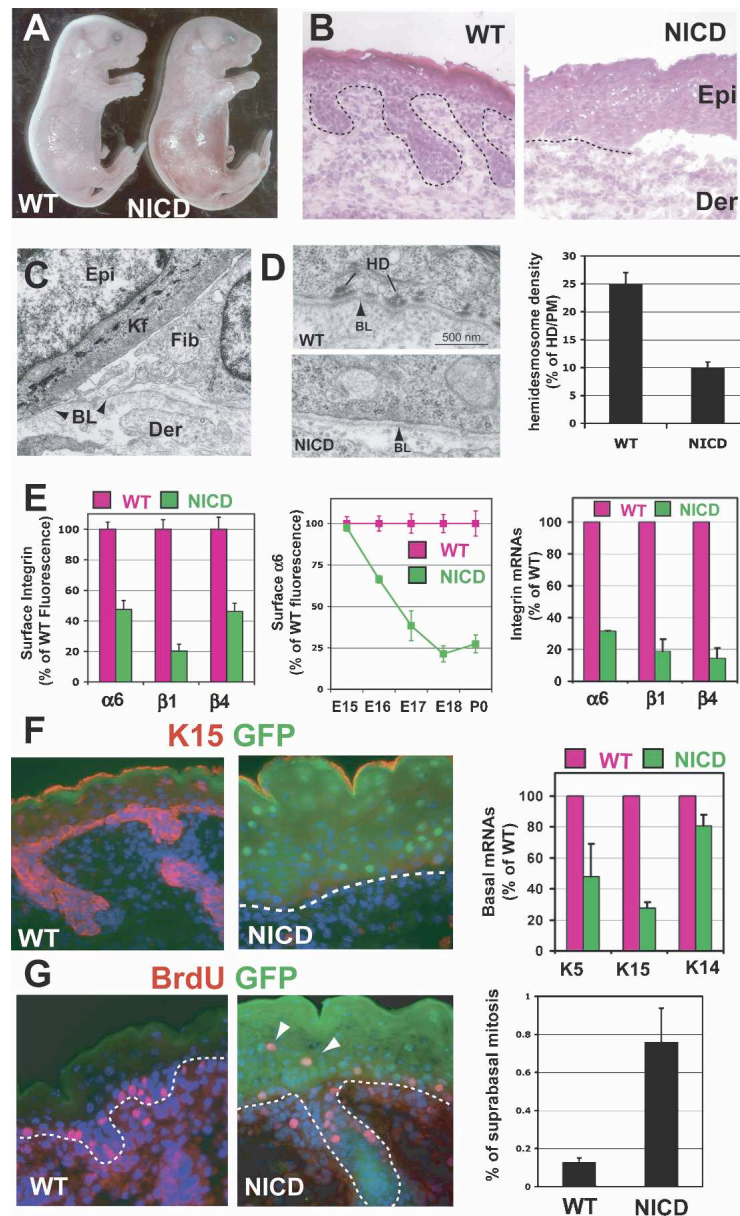 A
WT
NICD
B
WT
NICD
Epi
Der
C
Epi
Kf
Fib
BL
Der
D
HD
BL
WT
500 nm
NICD
BL
hemidesmosome density
(% of HD/PM)
30
25
20
15
10
5
0
WT
NICD
E
WT NICD
Surface Integrin
(% of WT Fluorescence)
100
80
60
40
20
0
α6 β1 β4
Surface α6
(% of WT fluorescence)
100
75
50
25
0
WT
NICD
E15 E16 E17 E18 P0
WT NICD
Integrin mRNAs
(% of WT)
100
80
60
40
20
0
α6 β1 β4
F
K15 GFP
WT
NICD
WT NICD
Basal mRNAs
(% of WT)
100
80
60
40
20
0
K5 K15 K14
G
BrdU GFP
WT
NICD
% of suprabasal mitosis
1
0.8
0.6
0.4
0.2
0
WT
NICD